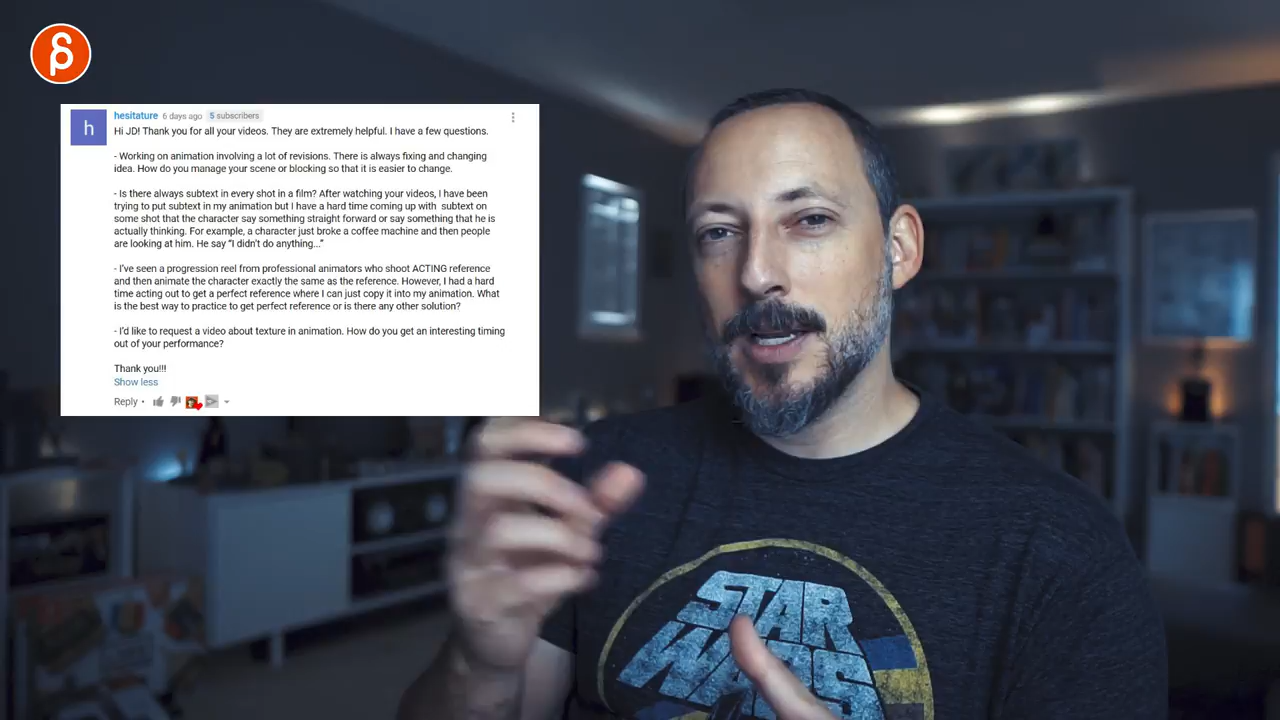 hesitature 6 days ago 5 subscribers
Hi JD! Thank you for all your videos. They are extremely helpful. I have a few questions.
- Working on animation involving a lot of revisions. There is always fixing and changing
idea. How do you manage your scene or blocking so that it is easier to change.
- Is there always subtext in every shot in a film? After watching your videos, I have been
trying to put subtext in my animation but I have a hard time coming up with subtext on
some shot that the character say something straight forward or say something that he is
actually thinking. For example, a character just broke a coffee machine and then people
are looking at him. He say “I didn't do anything...”
- I've seen a progression reel from professional animators who shoot ACTING reference
and then animate the character exactly the same as the reference. However, I had a hard
time acting out to get a perfect reference where I can just copy it into my animation. What
is the best way to practice to get perfect reference or is there any other solution?
- I'd like to request a video about texture in animation. How do you get an interesting timing
out of your performance?
Thank you!!!
Show less
Reply
h
STAR
WARS